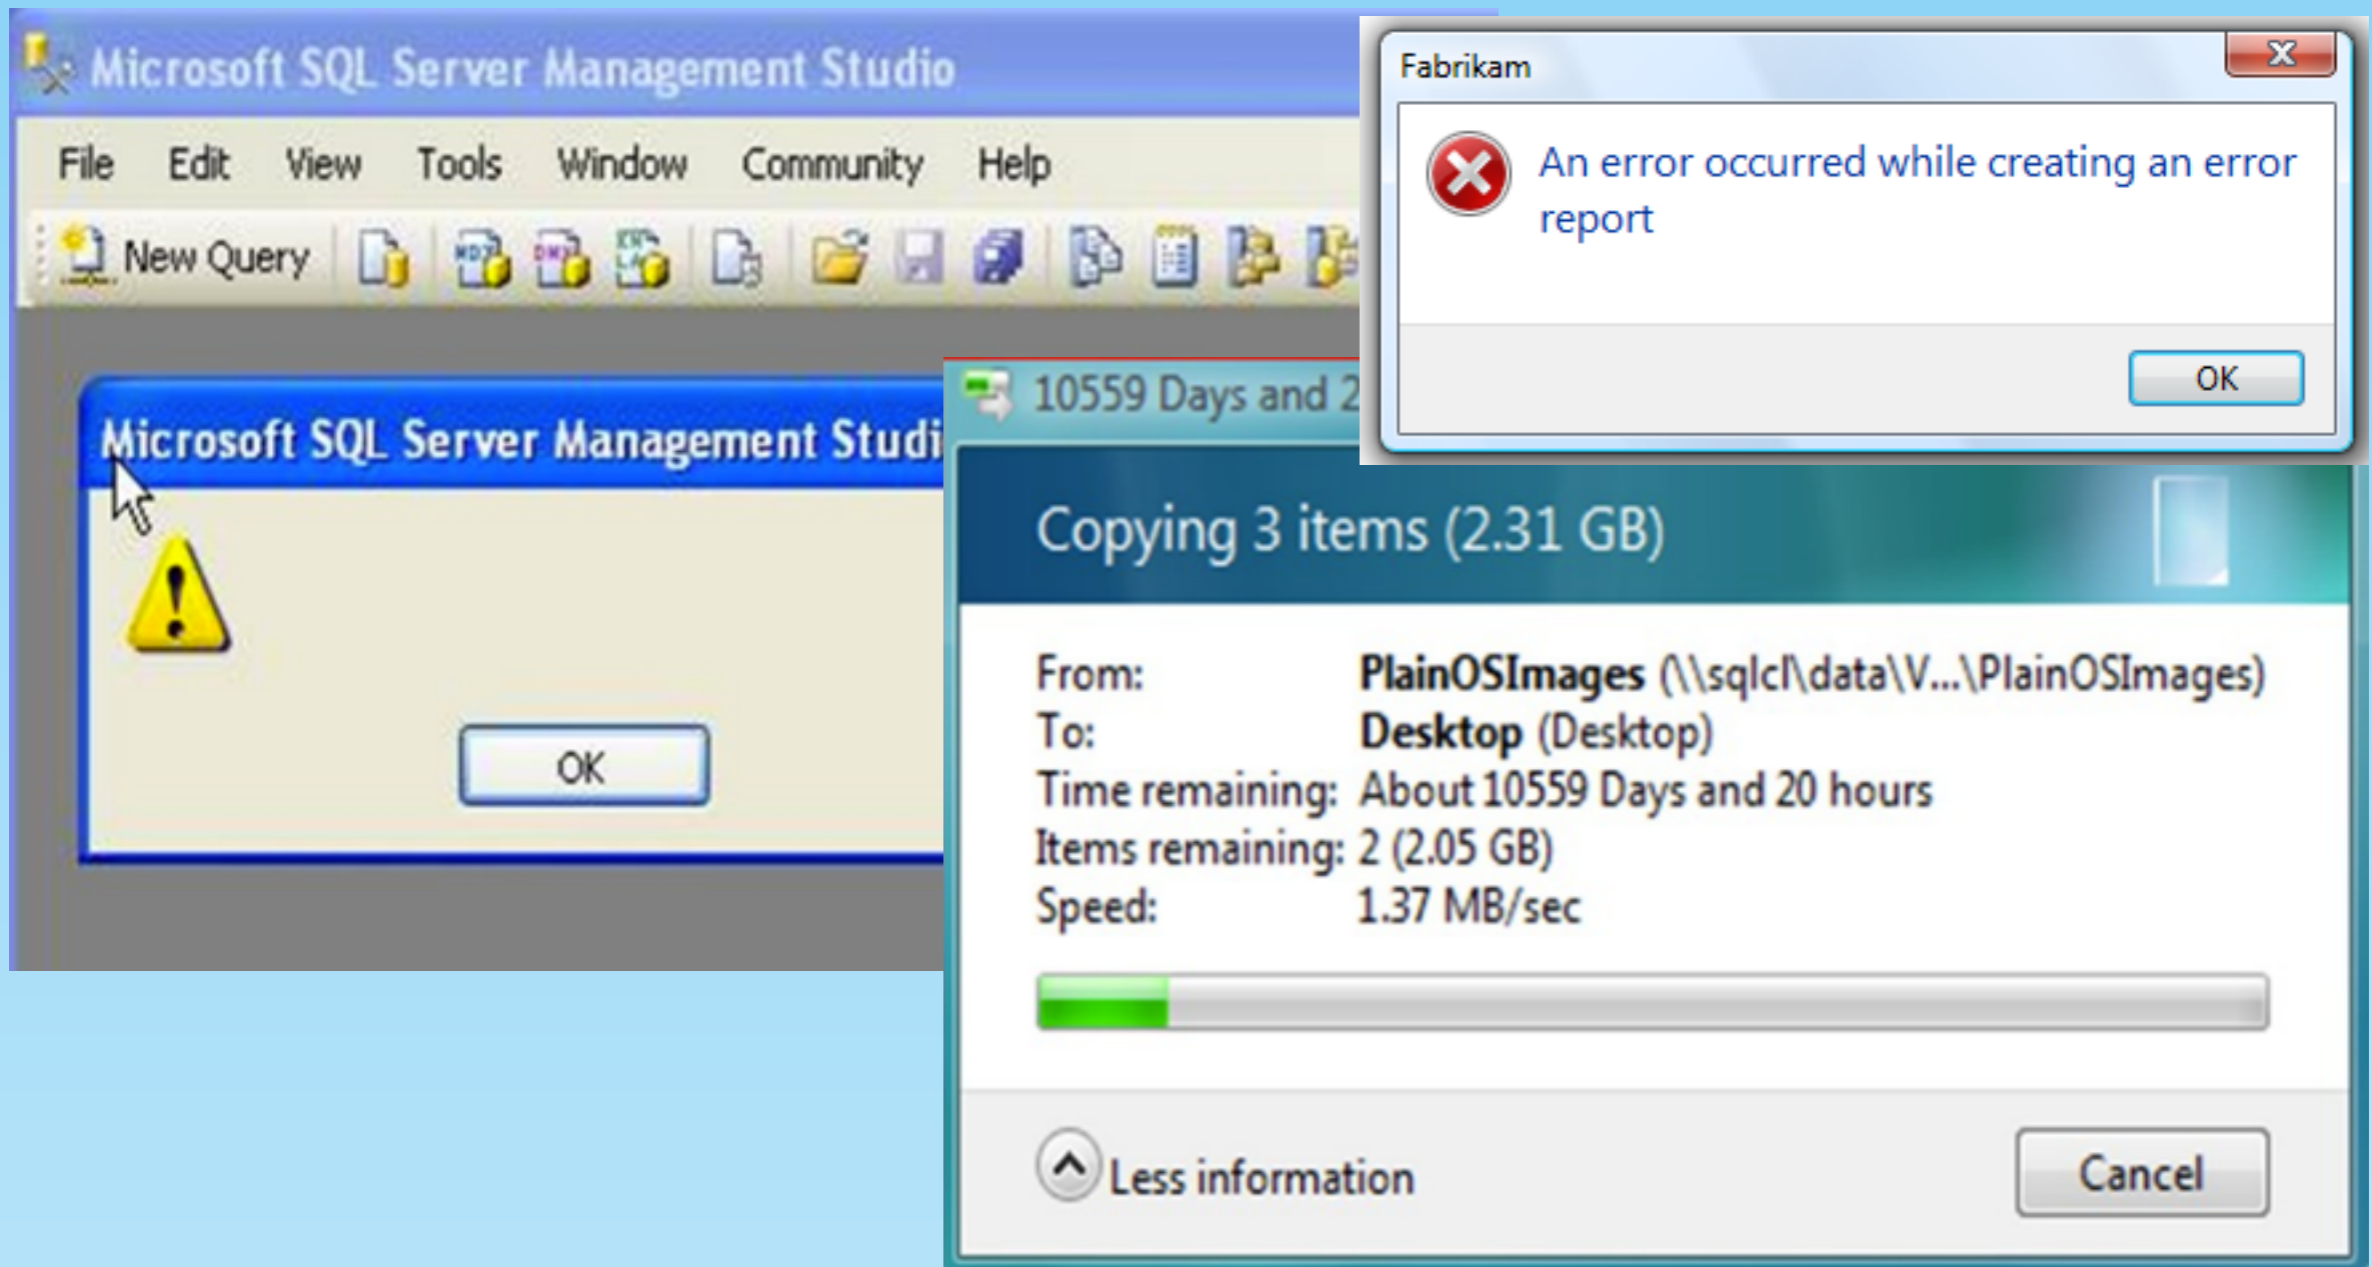 Microsoft SQL Server Management Studio
File Edit View Tools Window Community Help
New Query
Microsoft SQL Server Management Studi
OK
Fabrikam
An error occurred while creating an error
report
OK
10559 Days and 2
Copying 3 items (2.31 GB)
From: PlainOSImages (\\sqlcl\data\V...\PlainOSImages)
To: Desktop (Desktop)
Time remaining: About 10559 Days and 20 hours
Items remaining: 2 (2.05 GB)
Speed: 1.37 MB/sec
Less information
Cancel